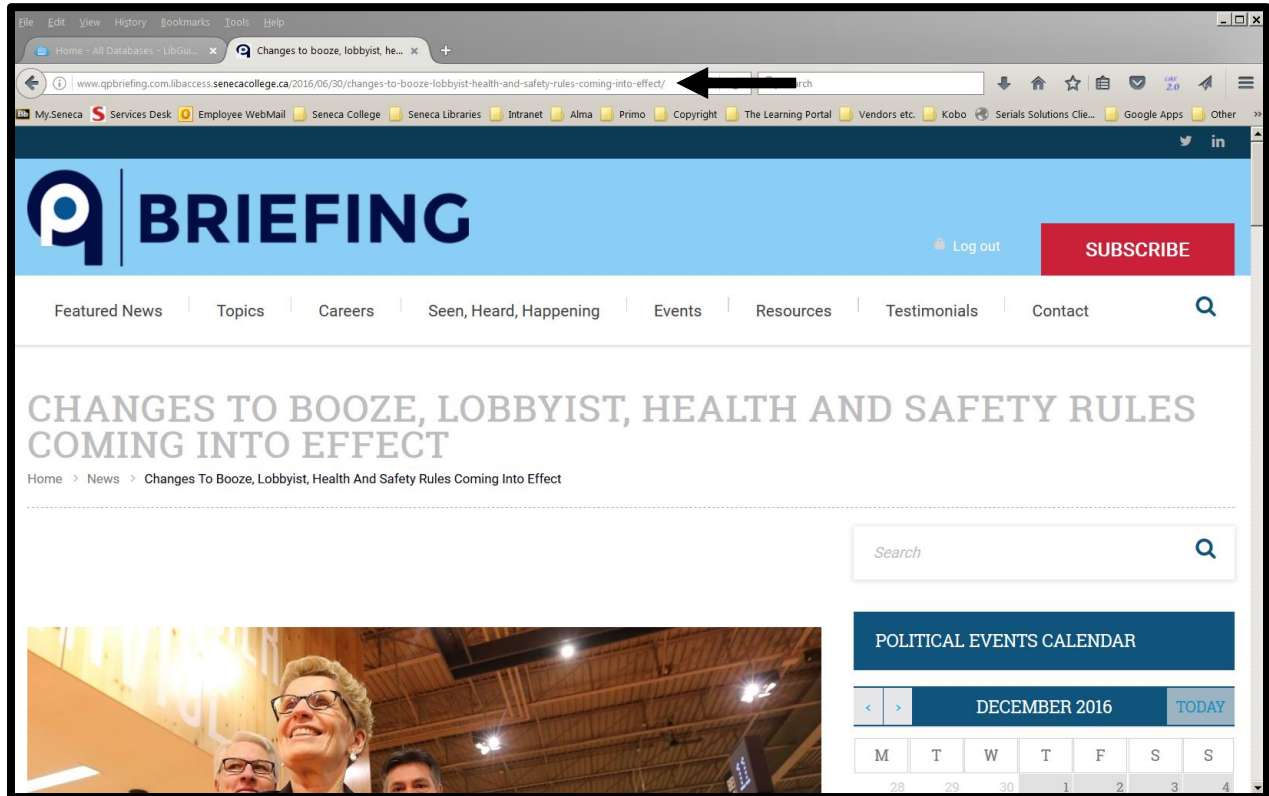 File Edit View History Bookmarks Tools Help
Home - All Databases - LibGui... × Changes to booze, lobbyist, he... × +
www.qpbriefing.com.libaccess.senecacollege.ca/2016/06/30/changes-to-booze-lobbyist-health-and-safety-rules-coming-into-effect/
My.Seneca Services Desk Employee WebMail Seneca College Seneca Libraries Intranet Alma Primo Copyright The Learning Portal Vendors etc. Kobo Serials Solutions Clie... Google Apps Other »
in
BRIEFING
Log out SUBSCRIBE
Featured News Topics Careers Seen, Heard, Happening Events Resources Testimonials Contact
CHANGES TO BOOZE, LOBBYIST, HEALTH AND SAFETY RULES
COMING INTO EFFECT
Home > News > Changes To Booze, Lobbyist, Health And Safety Rules Coming Into Effect
Search
POLITICAL EVENTS CALENDAR
‹ › DECEMBER 2016 TODAY
M T W T F S S
28 29 30 1 2 3 4